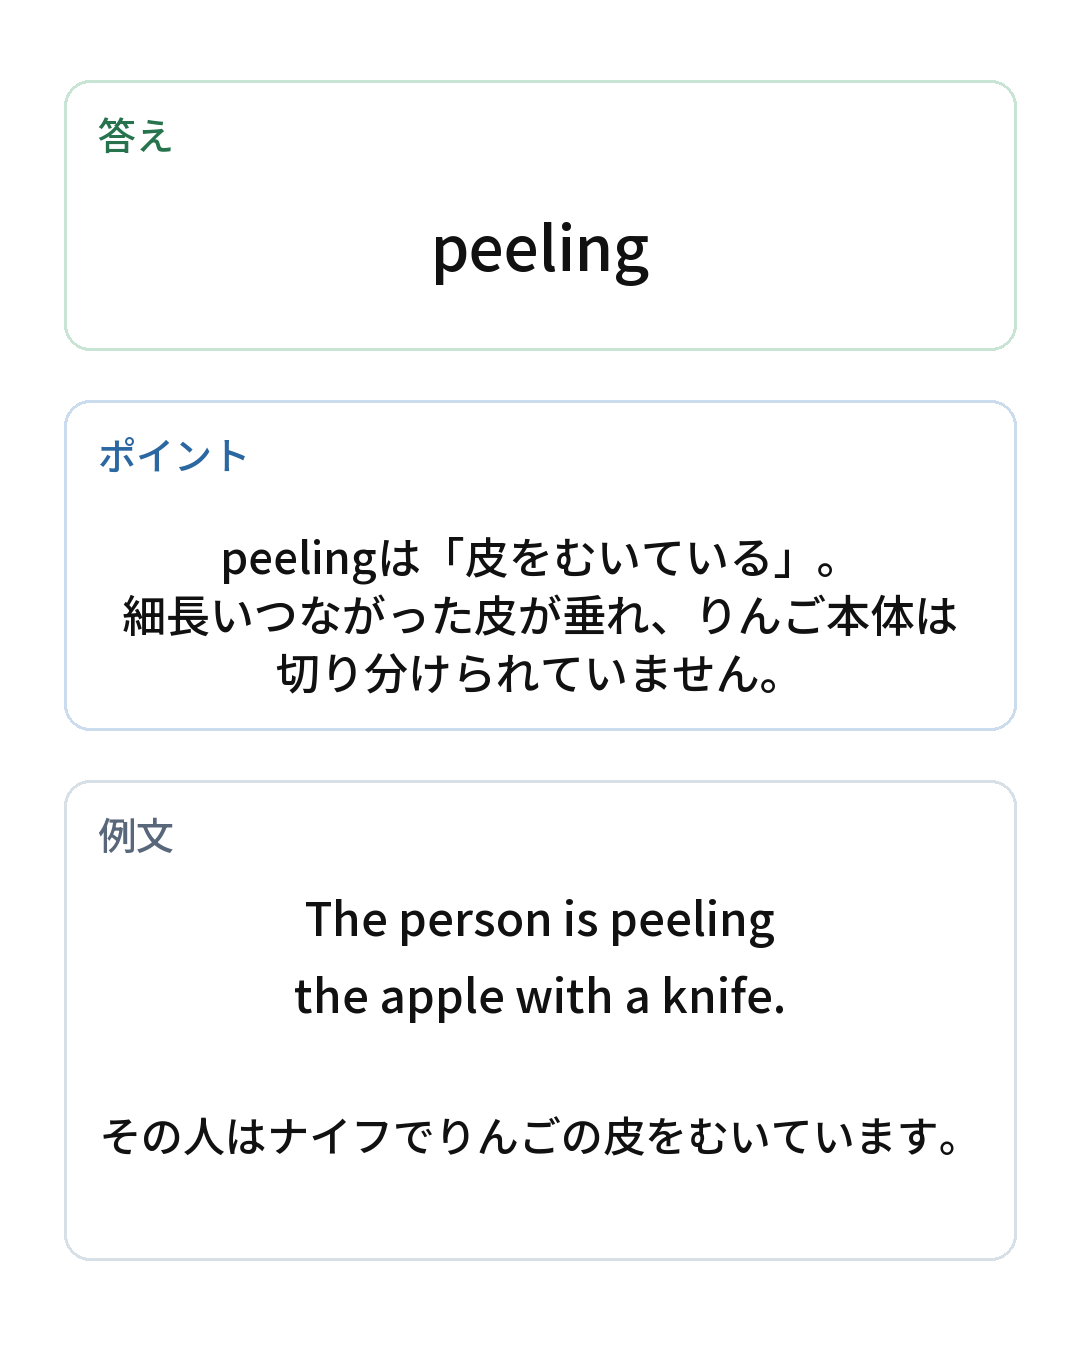 答え
peeling
ポイント
peelingは「皮をむいている」。
細長いつながった皮が垂れ、りんご本体は
切り分けられていません。
例文
The person is peeling
the apple with a knife.
その人はナイフでりんごの皮をむいています。